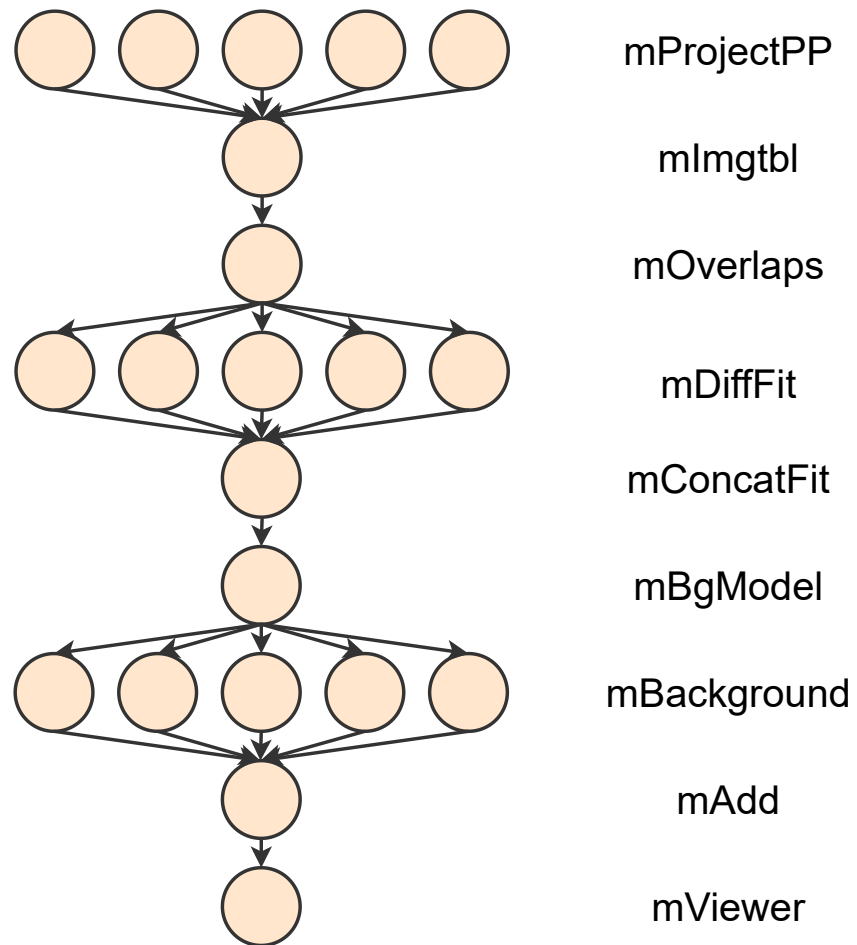 mProjectPP
mImgtbl
mOverlaps
mDiffFit
mConcatFit
mBgModel
mBackground
mAdd
mViewer